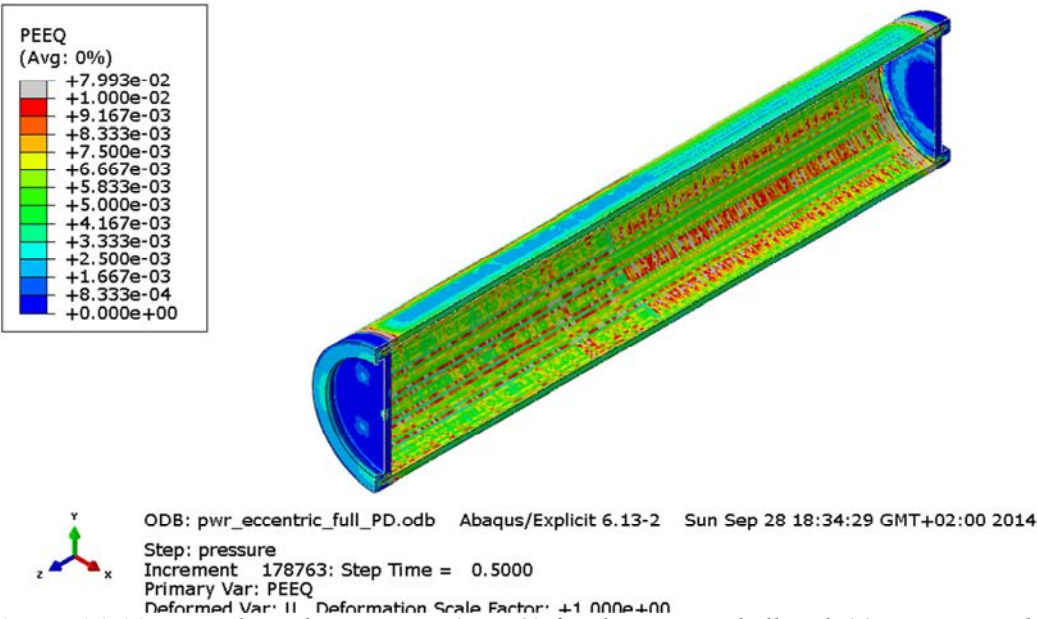 PEEQ
(Avg: 0%)
+7.993e-02
+1.000e-02
+9.167e-03
+8.333e-03
+7.500e-03
+6.667e-03
+5.833e-03
+5.000e-03
+4.167e-03
+3.333e-03
+2.500e-03
+1.667e-03
+8.333e-04
+0.000e+00
Y
Z X
ODB: pwr_eccentric_full_PD.odb Abaqus/Explicit 6.13-2 Sun Sep 28 18:34:29 GMT+02:00 2014
Step: pressure
Increment 178763: Step Time = 0.5000
Primary Var: PEEQ
Deformed Var: U Deformation Scale Factor: +1.000e+00